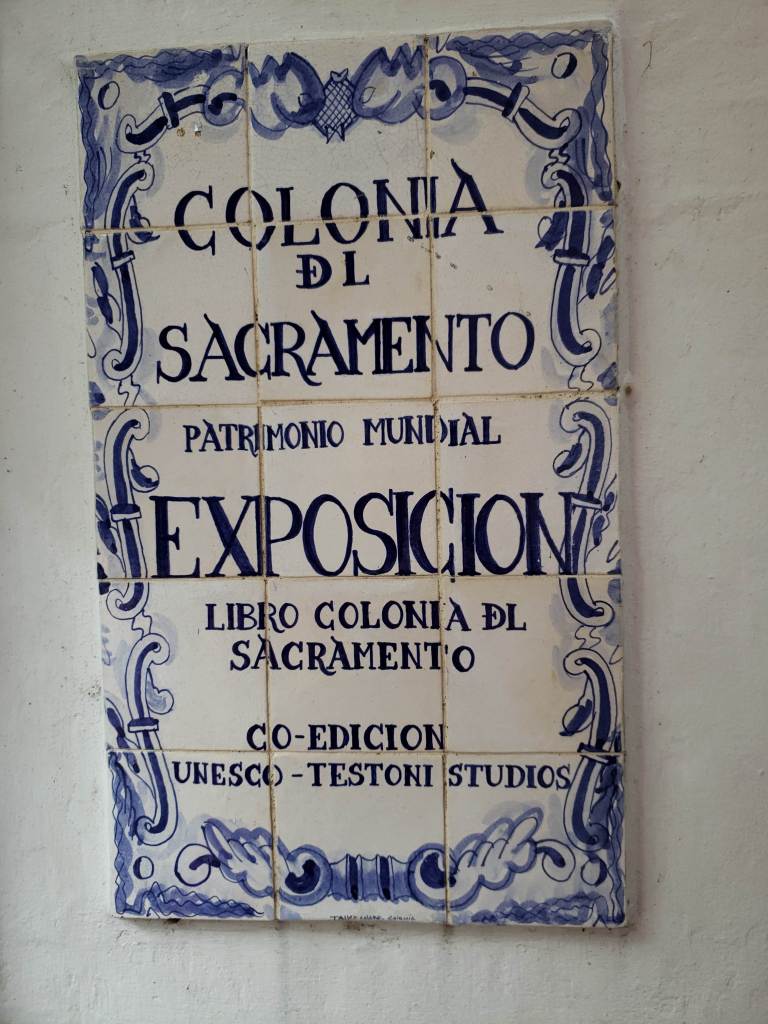 COLONIA
DL
SACRAMENTO
PATRIMONIO MUNDIAL
EXPOSICION
LIBRO COLONIA DL
SACRAMENTO
CO-EDICION
UNESCO-TESTONI STUDIOS